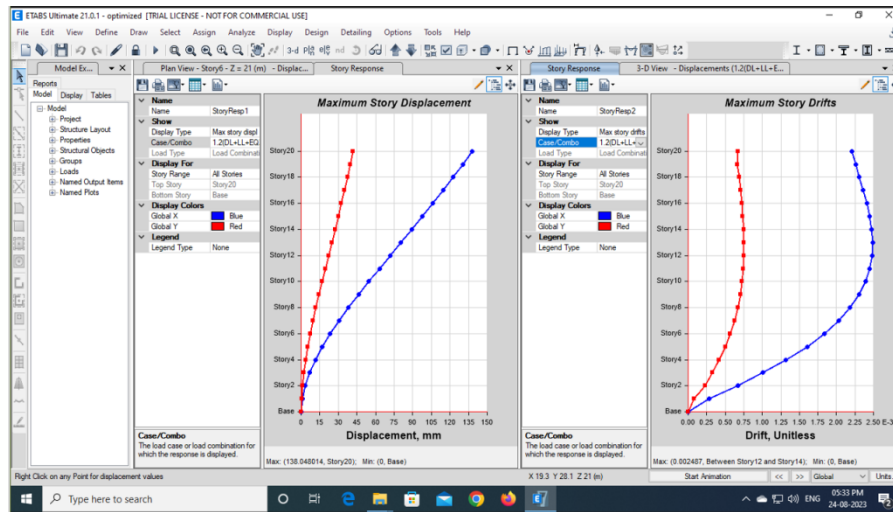 ETABS Ultimate 21.0.1 - optimized [TRIAL LICENSE - NOT FOR COMMERCIAL USE]
File Edit View Define Draw Select Assign Analyze Display Design Detailing Options Tools Help
Model Ex...
Plan View - Story6 - Z = 21 (m) - Displac...
Story Response
Story Response
3-D View - Displacements (1.2(DL+LL+E...
Reports
Model Display Tables
Model
Project
Structure Layout
Properties
Structural Objects
Groups
Loads
Named Output Items
Named Plots
Name
Name StoryResp1
Show
Display Type Max story displ
Case/Combo 1.2(DL+LL+EQ
Load Type Load Combinat
Display For
Story Range All Stories
Top Story Story20
Bottom Story Base
Display Colors
Global X Blue
Global Y Red
Legend
Legend Type None
Case/Combo
The load case or load combination for
which the response is displayed.
Maximum Story Displacement
Story20
Story18
Story16
Story14
Story12
Story10
Story8
Story6
Story4
Story2
Base
0 15 30 45 60 75 90 105 120 135 150
Displacement, mm
Max: (138.048014, Story20); Min: (0, Base)
Name
Name StoryResp2
Show
Display Type Max story drifts
Case/Combo 1.2(DL+LL+
Load Type Load Combinati
Display For
Story Range All Stories
Top Story Story20
Bottom Story Base
Display Colors
Global X Blue
Global Y Red
Legend
Legend Type None
Case/Combo
The load case or load combination for
which the response is displayed.
Maximum Story Drifts
Story20
Story18
Story16
Story14
Story12
Story10
Story8
Story6
Story4
Story2
Base
0.00 0.25 0.50 0.75 1.00 1.25 1.50 1.75 2.00 2.25 2.50 E-3
Drift, Unitless
Max: (0.002487, Between Story12 and Story14); Min: (0, Base)
Right Click on any Point for displacement values
X 19.3 Y 28.1 Z 21 (m)
Start Animation
<< >>
Global
Units...
Type here to search
ENG
05:33 PM
24-08-2023